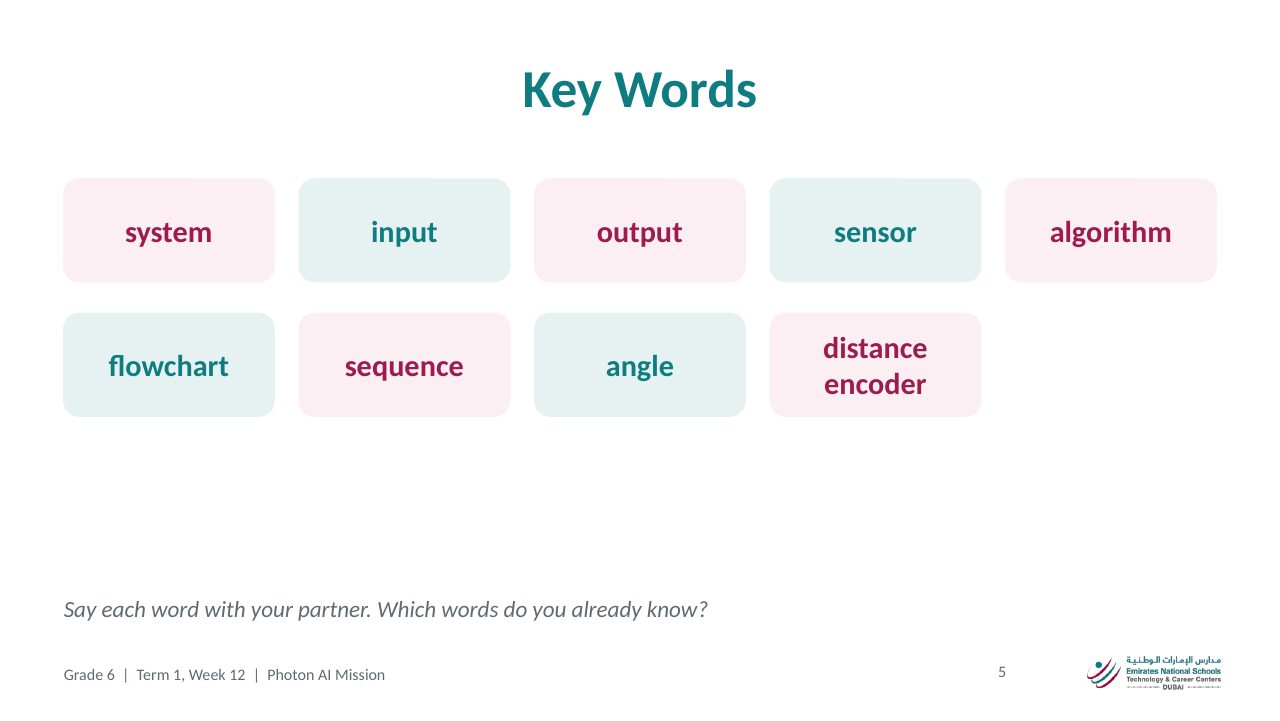 Key Words
system
input
output
sensor
algorithm
flowchart
sequence
angle
distance
encoder
Say each word with your partner. Which words do you already know?
Grade 6 | Term 1, Week 12 | Photon AI Mission
5
مدارس الإمارات الوطنية
Emirates National Schools
Technology & Career Centers
DUBAI